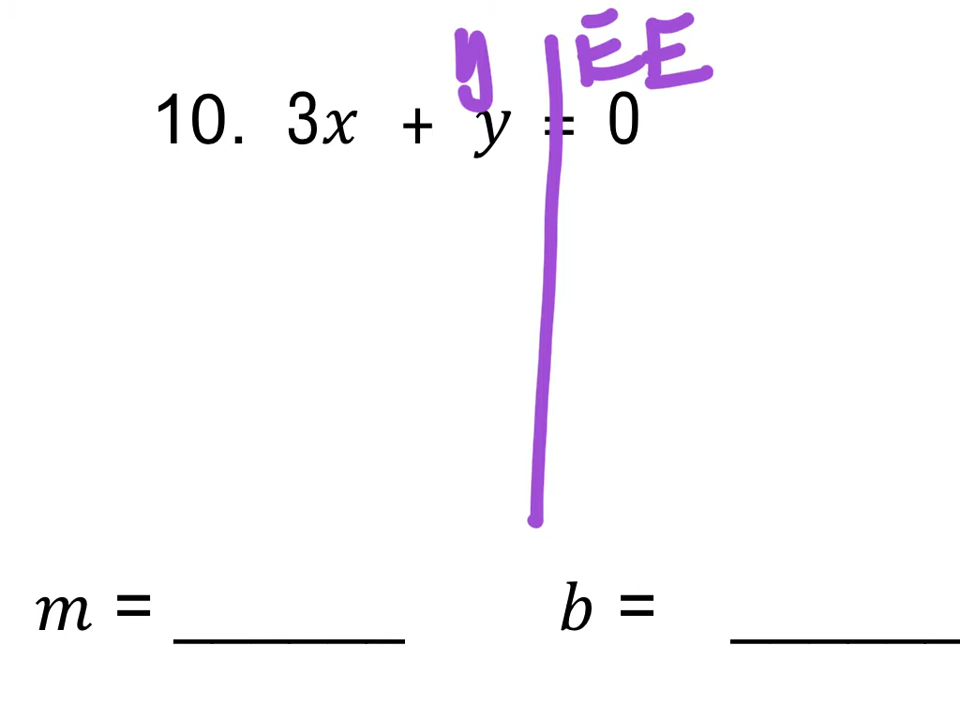 y | EE
10. 3x + y = 0
m = ______ b = ______